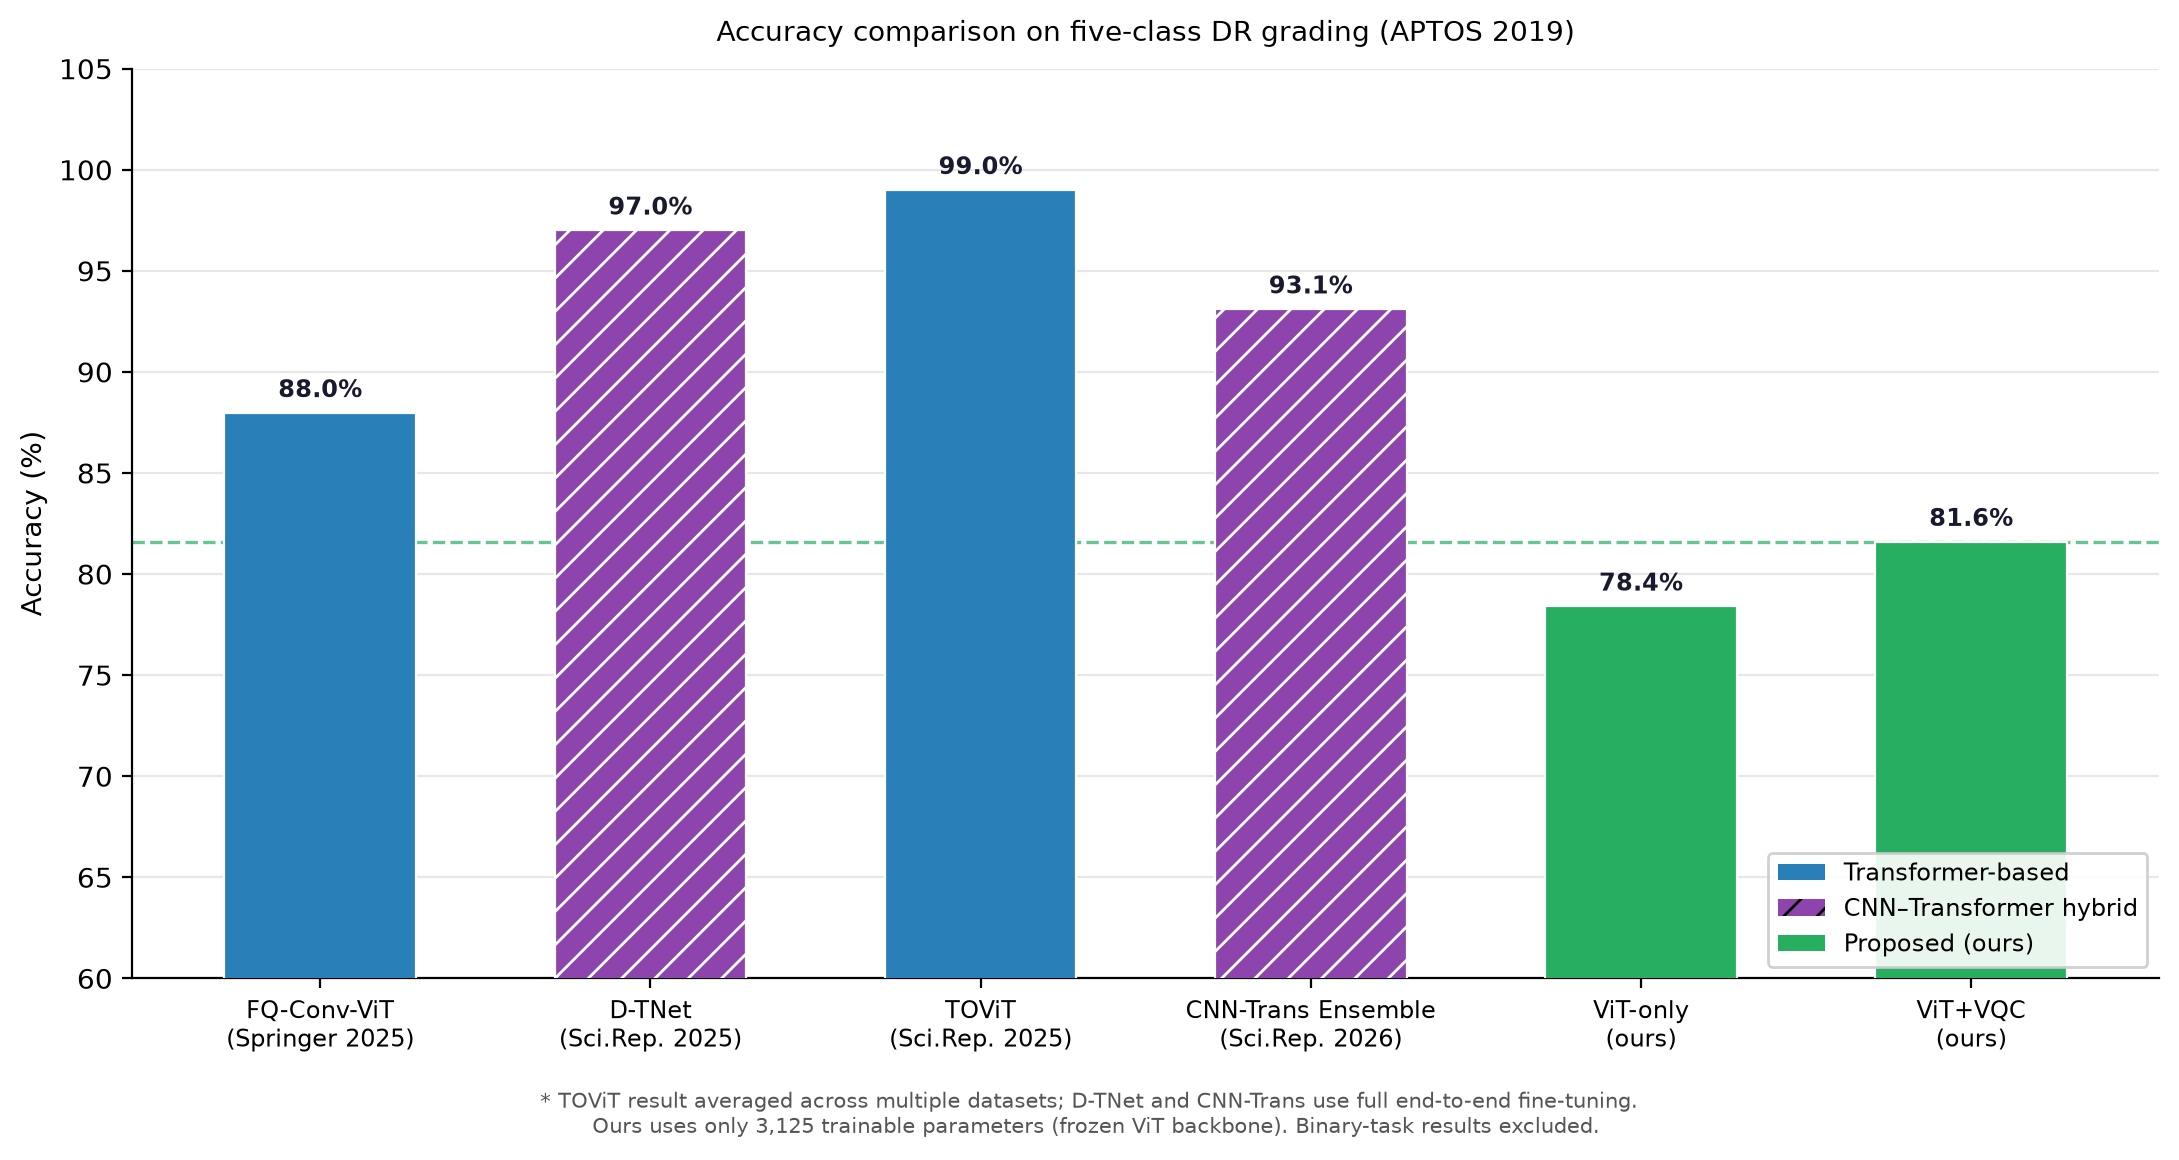 Accuracy comparison on five-class DR grading (APTOS 2019)
105
100
95
90
85
80
75
70
65
60
Accuracy (%)
88.0%
97.0%
99.0%
93.1%
78.4%
81.6%
Transformer-based
CNN–Transformer hybrid
Proposed (ours)
FQ-Conv-ViT
(Springer 2025)
D-TNet
(Sci.Rep. 2025)
TOViT
(Sci.Rep. 2025)
CNN-Trans Ensemble
(Sci.Rep. 2026)
ViT-only
(ours)
ViT+VQC
(ours)
* TOViT result averaged across multiple datasets; D-TNet and CNN-Trans use full end-to-end fine-tuning.
Ours uses only 3,125 trainable parameters (frozen ViT backbone). Binary-task results excluded.